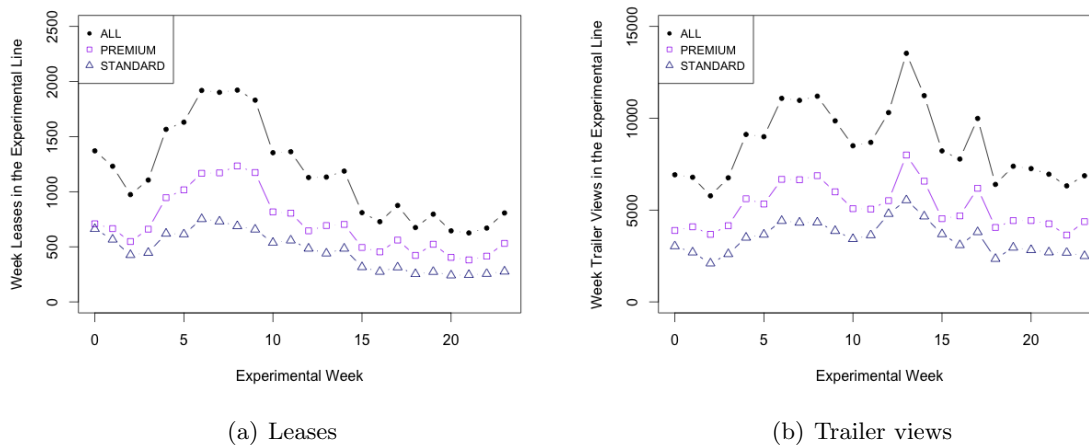 Week Leases in the Experimental Line
2500
2000
1500
1000
500
0
ALL
PREMIUM
STANDARD
0 5 10 15 20
Experimental Week
(a) Leases
Week Trailer Views in the Experimental Line
15000
10000
5000
0
ALL
PREMIUM
STANDARD
0 5 10 15 20
Experimental Week
(b) Trailer views